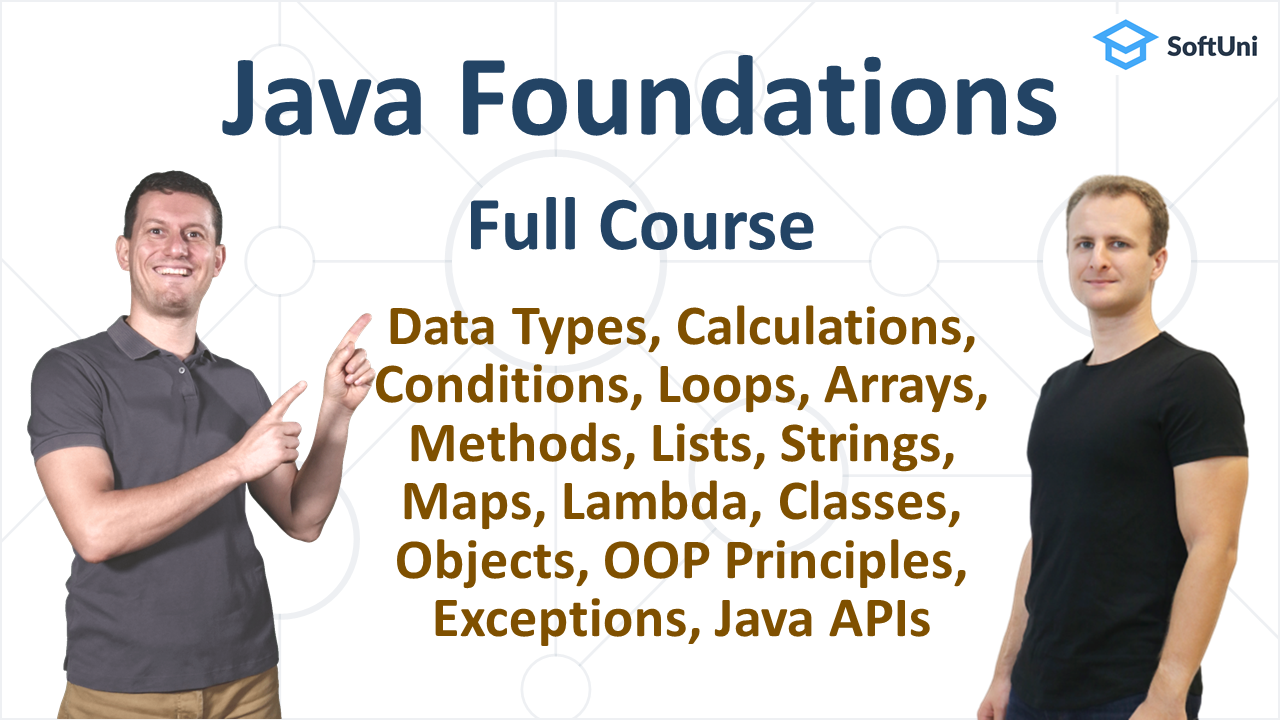 SoftUni
Java Foundations
Full Course
Data Types, Calculations,
Conditions, Loops, Arrays,
Methods, Lists, Strings,
Maps, Lambda, Classes,
Objects, OOP Principles,
Exceptions, Java APIs